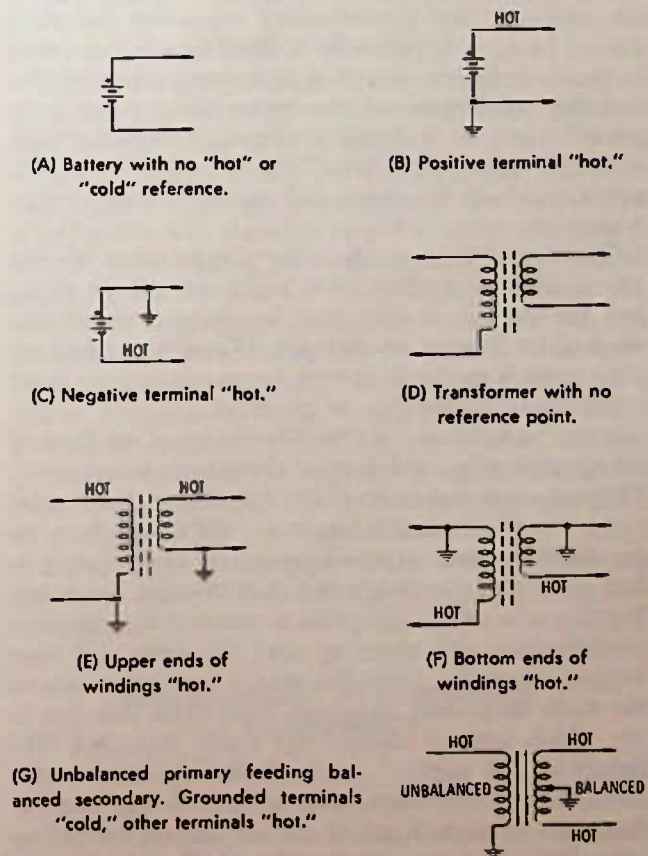 HOT
(A) Battery with no "hot" or
"cold" reference.
(B) Positive terminal "hot."
HOT
(C) Negative terminal "hot."
(D) Transformer with no
reference point.
HOT HOT
(E) Upper ends of
windings "hot."
HOT
HOT
(F) Bottom ends of
windings "hot."
(G) Unbalanced primary feeding bal-
anced secondary. Grounded terminals
"cold," other terminals "hot."
HOT HOT
UNBALANCED BALANCED
HOT